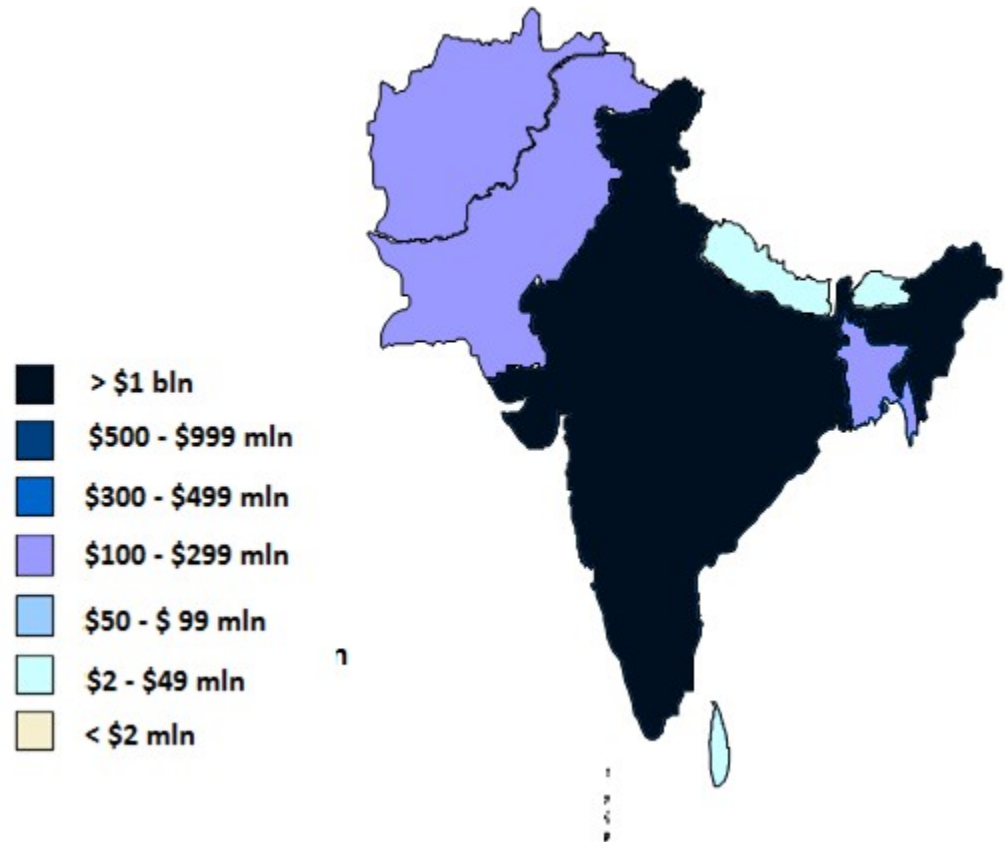 > $1 bln
$500 - $999 mln
$300 - $499 mln
$100 - $299 mln
$50 - $ 99 mln
$2 - $49 mln
n
< $2 mln